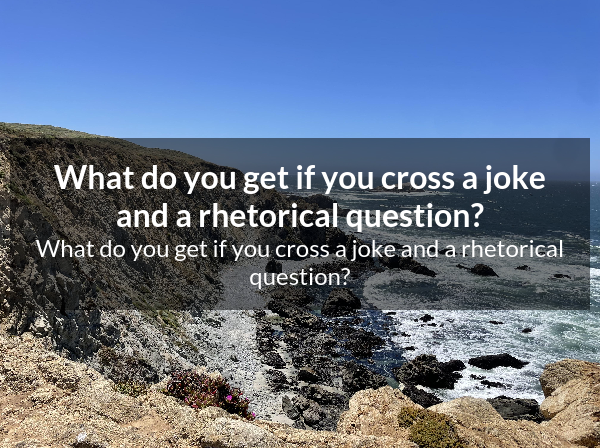 What do you get if you cross a joke
and a rhetorical question?
What do you get if you cross a joke and a rhetorical
question?